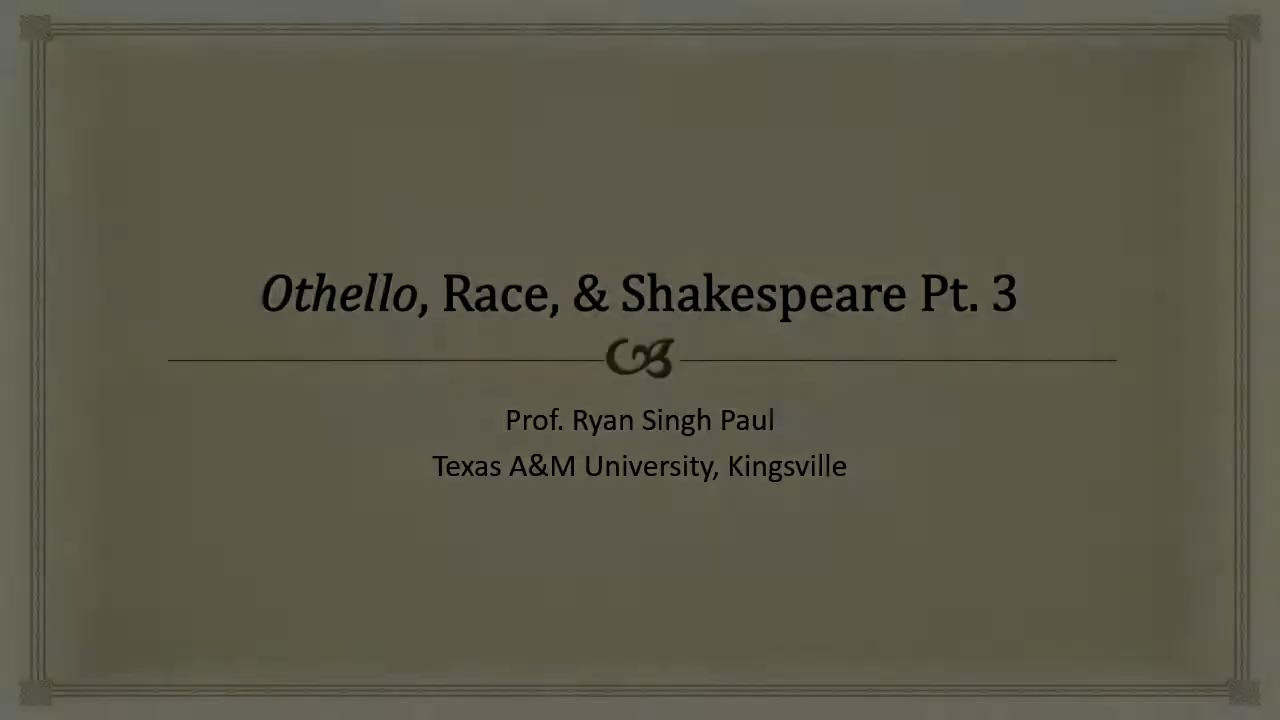 Othello, Race, & Shakespeare Pt. 3
Prof. Ryan Singh Paul
Texas A&M University, Kingsville